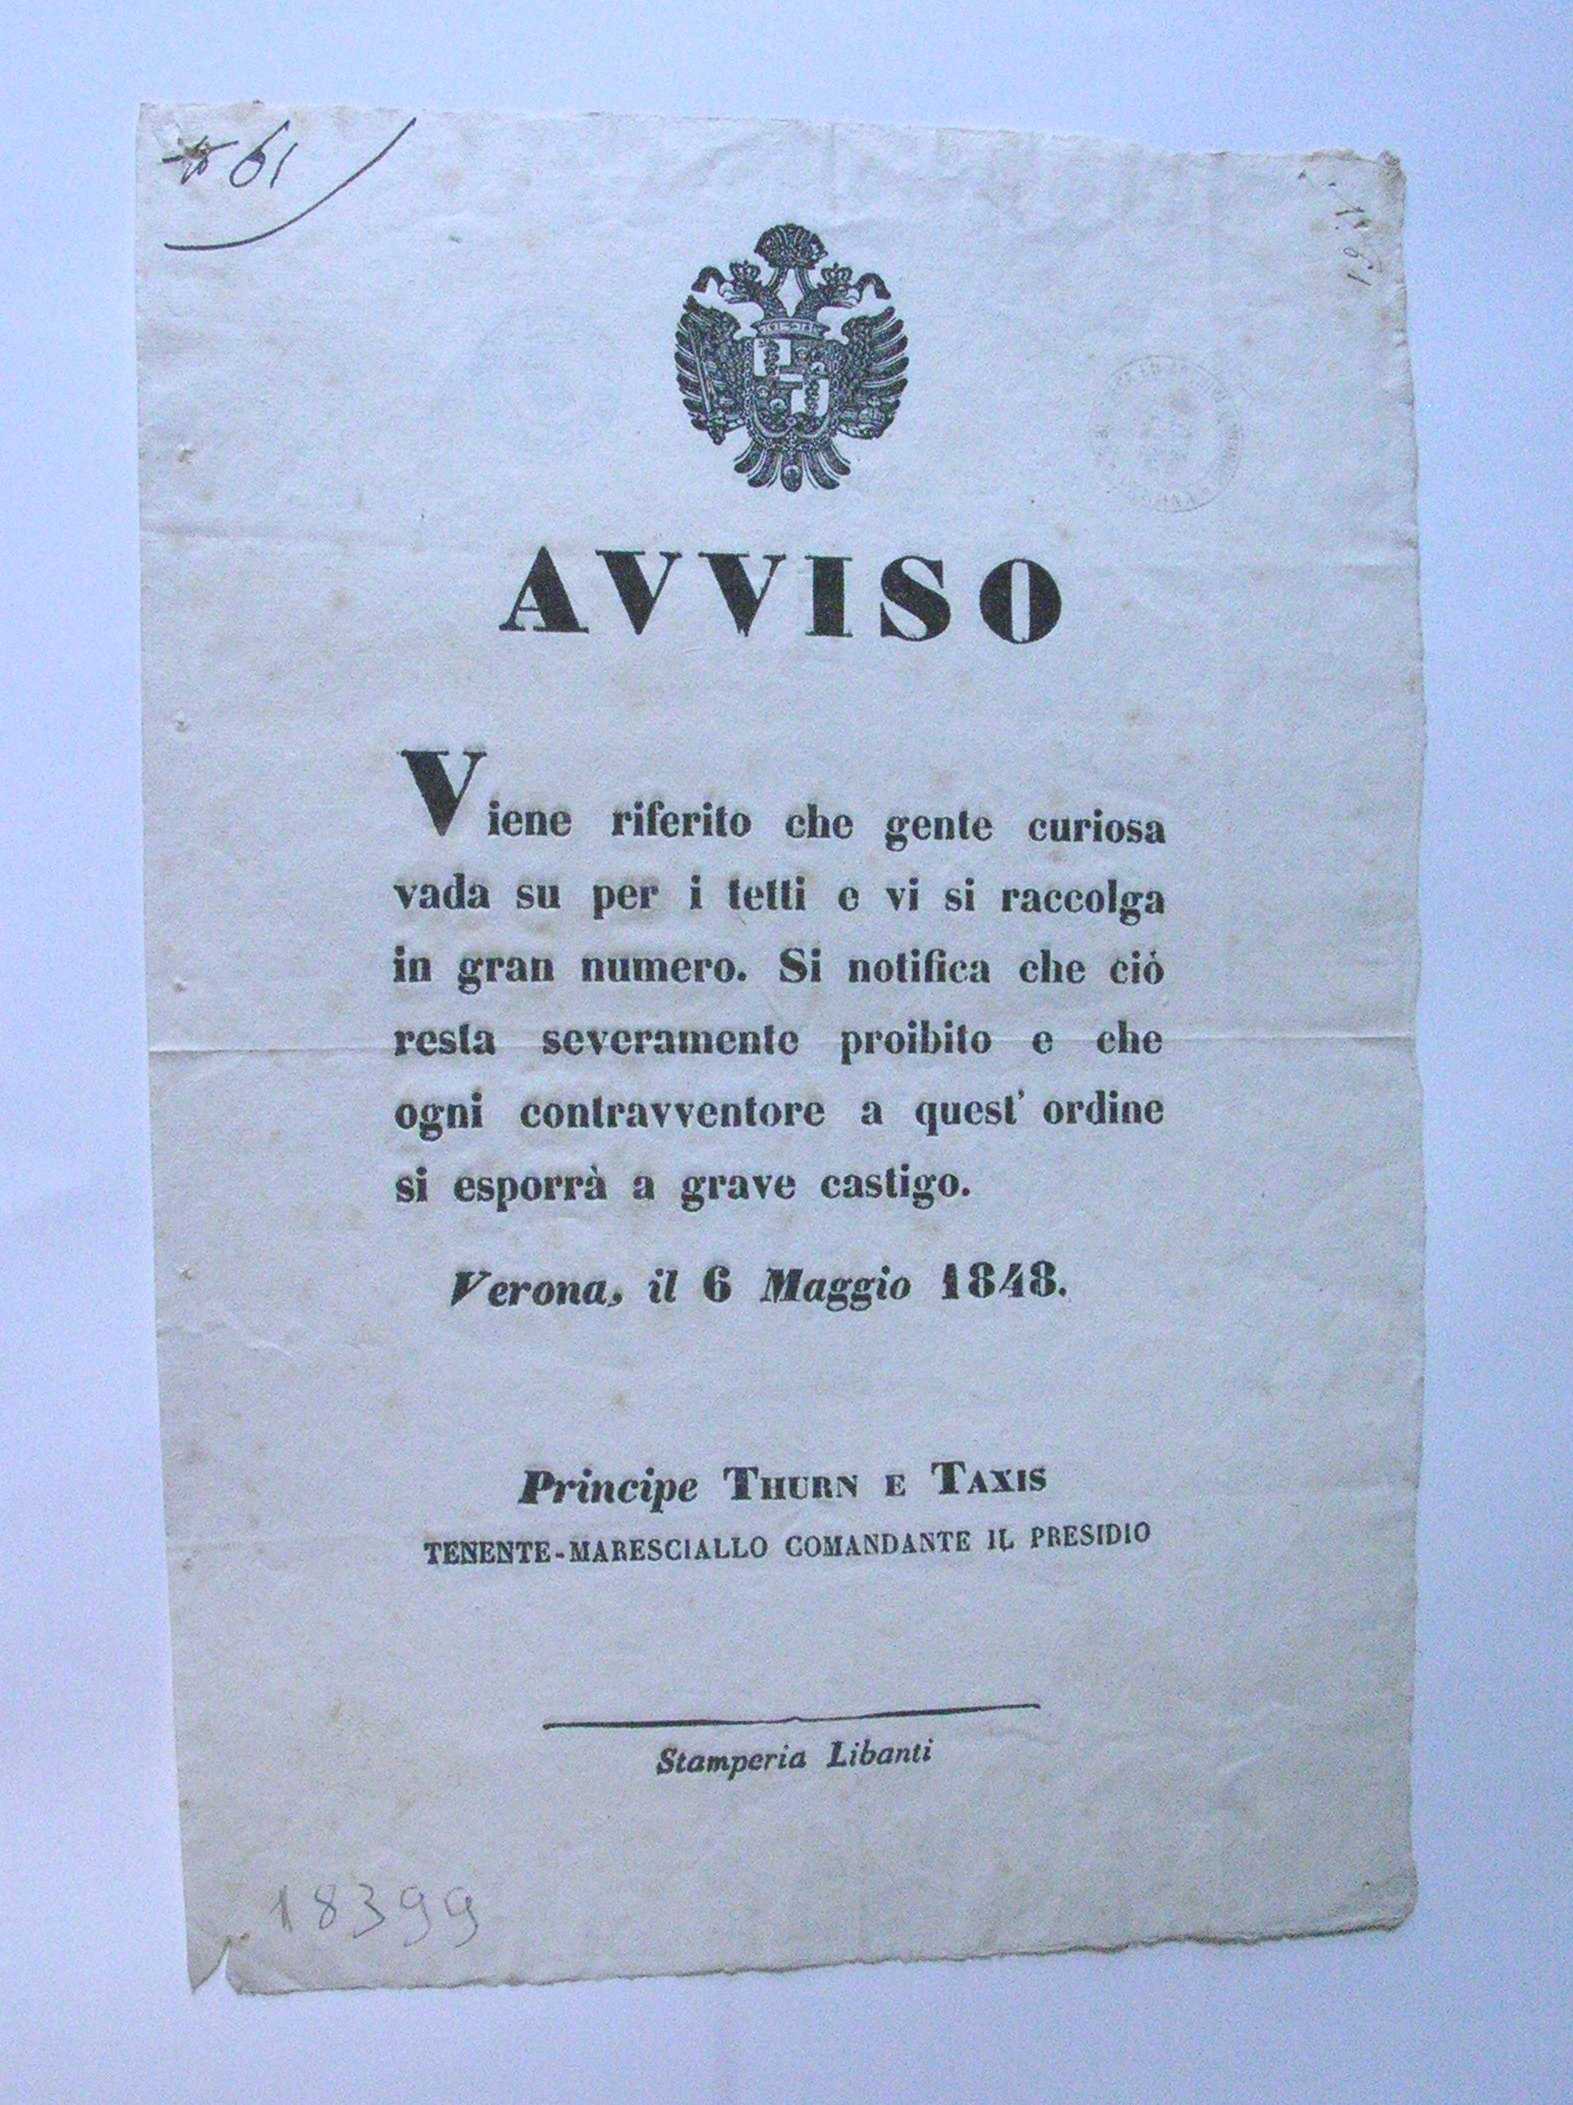 61
N. 61
AVVISO
Viene riferito che gente curiosa
vada su per i tetti e vi si raccolga
in gran numero. Si notifica che ciò
resta severamente proibito e che
ogni contravventore a quest' ordine
si esporrà a grave castigo.
Verona, il 6 Maggio 1848.
Principe THURN E TAXIS
TENENTE-MARESCIALLO COMANDANTE IL PRESIDIO
Stamperia Libanti
18399